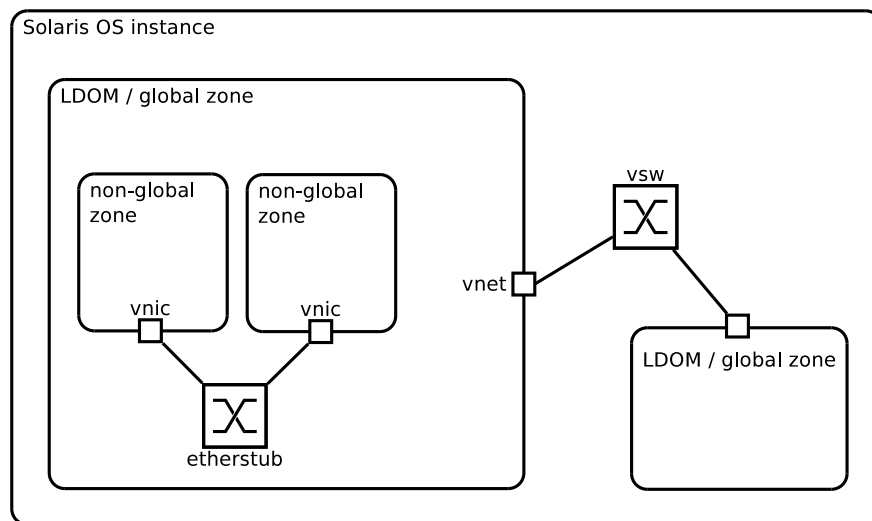 Solaris OS instance
LDOM / global zone
non-global
zone
non-global
zone
vnic
vnic
etherstub
vnet
vsw
LDOM / global zone